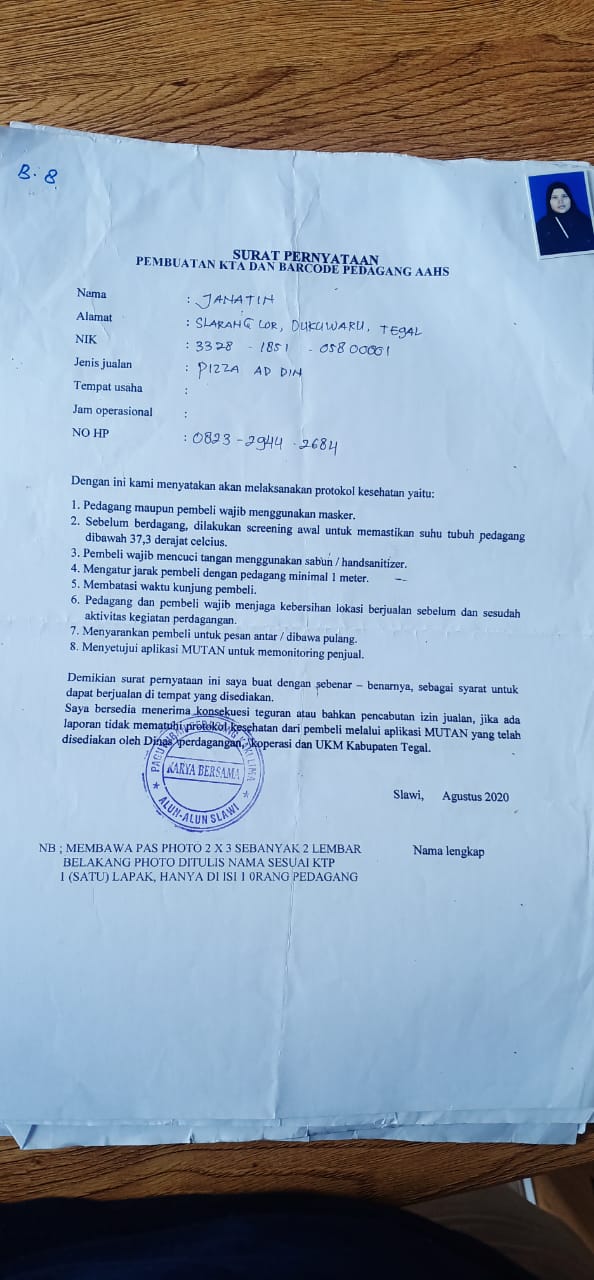 B. 8
SURAT PERNYATAAN
PEMBUATAN KTA DAN BARCODE PEDAGANG AAHS
Nama : JANATIN
Alamat : SLARANG LOR, DUKUWARU, TEGAL
NIK : 3328 - 1851 - 05800001
Jenis jualan : PIZZA AD DIN
Tempat usaha :
Jam operasional :
NO HP : 0823-2944-2684
Dengan ini kami menyatakan akan melaksanakan protokol kesehatan yaitu:
1. Pedagang maupun pembeli wajib menggunakan masker.
2. Sebelum berdagang, dilakukan screening awal untuk memastikan suhu tubuh pedagang
dibawah 37,3 derajat celcius.
3. Pembeli wajib mencuci tangan menggunakan sabun / handsanitizer.
4. Mengatur jarak pembeli dengan pedagang minimal 1 meter.
5. Membatasi waktu kunjung pembeli.
6. Pedagang dan pembeli wajib menjaga kebersihan lokasi berjualan sebelum dan sesudah
aktivitas kegiatan perdagangan.
7. Menyarankan pembeli untuk pesan antar / dibawa pulang.
8. Menyetujui aplikasi MUTAN untuk memonitoring penjual.
Demikian surat pernyataan ini saya buat dengan sebenar – benarnya, sebagai syarat untuk
dapat berjualan di tempat yang disediakan.
Saya bersedia menerima konsekuesi teguran atau bahkan pencabutan izin jualan, jika ada
laporan tidak mematuhi protokol kesehatan dari pembeli melalui aplikasi MUTAN yang telah
disediakan oleh Dinas perdagangan, koperasi dan UKM Kabupaten Tegal.
KARYA BERSAMA
ALUN-ALUN SLAWI
Slawi, Agustus 2020
NB ; MEMBAWA PAS PHOTO 2 X 3 SEBANYAK 2 LEMBAR
BELAKANG PHOTO DITULIS NAMA SESUAI KTP
1 (SATU) LAPAK, HANYA DI ISI 1 0RANG PEDAGANG
Nama lengkap